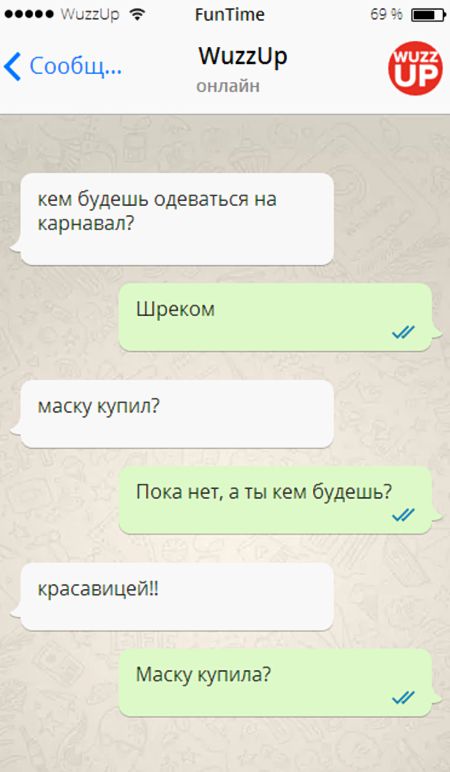 WuzzUp FunTime 69 %
Сообщ... WuzzUp
онлайн
WUZZ
UP
кем будешь одеваться на
карнавал?
Шреком
маску купил?
Пока нет, а ты кем будешь?
красавицей!!
Маску купила?